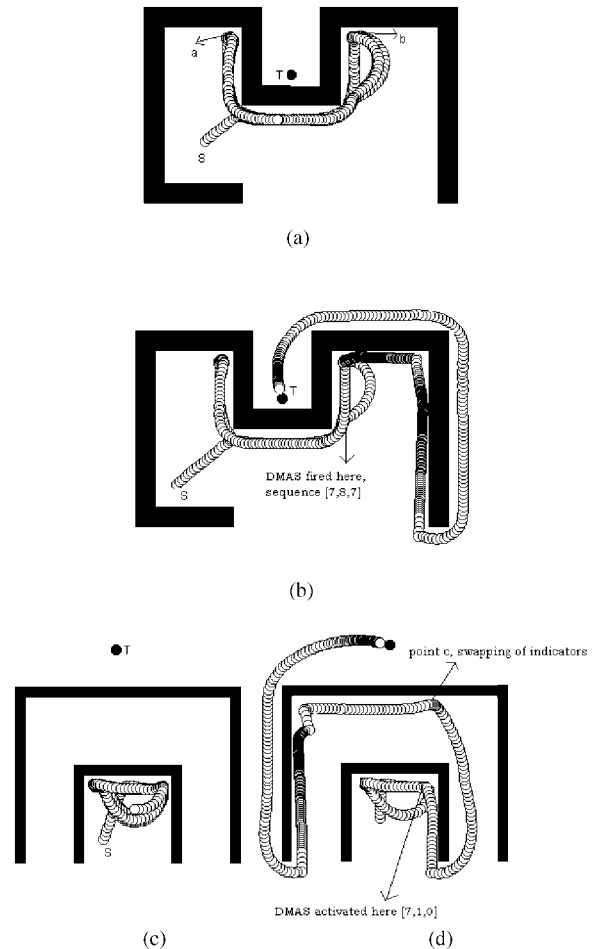 a
b
T
S
(a)
T
S
DMAS fired here,
sequence [7,8,7]
(b)
T
point c, swapping of indicators
S
DMAS activated here [7,1,0]
(c)
(d)